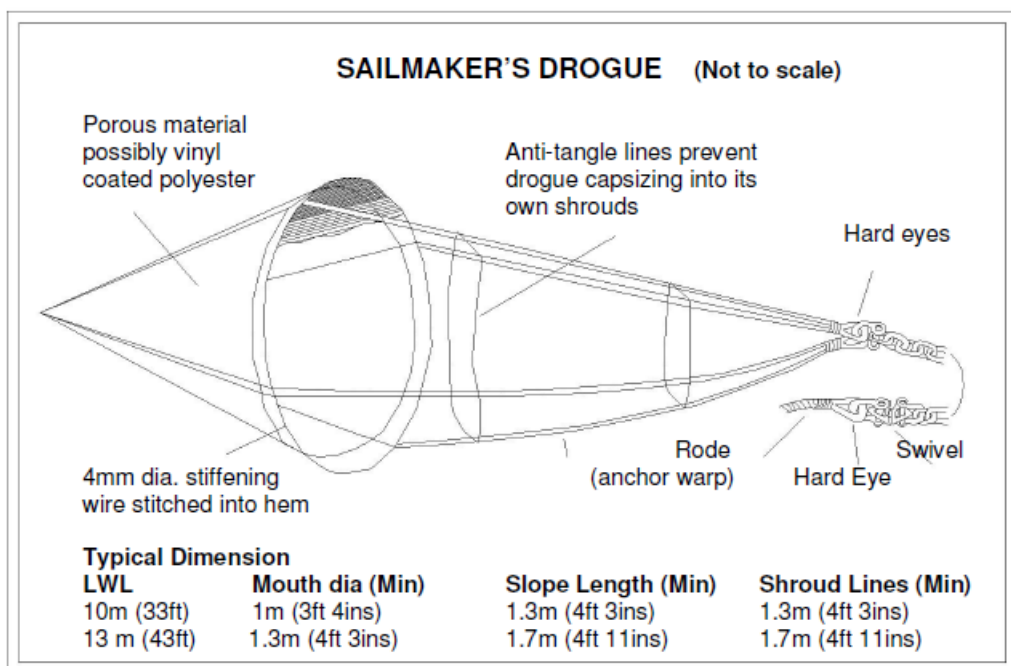 SAILMAKER'S DROGUE (Not to scale)
Porous material
possibly vinyl
coated polyester
Anti-tangle lines prevent
drogue capsizing into its
own shrouds
Hard eyes
4mm dia. stiffening
wire stitched into hem
Rode
(anchor warp)
Hard Eye
Swivel
Typical Dimension
LWL Mouth dia (Min) Slope Length (Min) Shroud Lines (Min)
10m (33ft) 1m (3ft 4ins) 1.3m (4ft 3ins) 1.3m (4ft 3ins)
13 m (43ft) 1.3m (4ft 3ins) 1.7m (4ft 11ins) 1.7m (4ft 11ins)